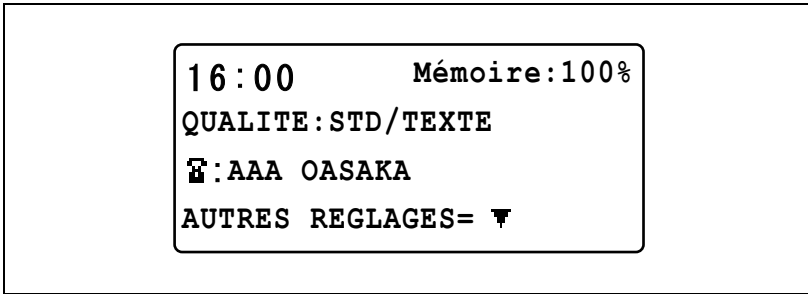 16:00 Mémoire:100%
QUALITE:STD/TEXTE
☎:AAA OASAKA
AUTRES REGLAGES= ▼